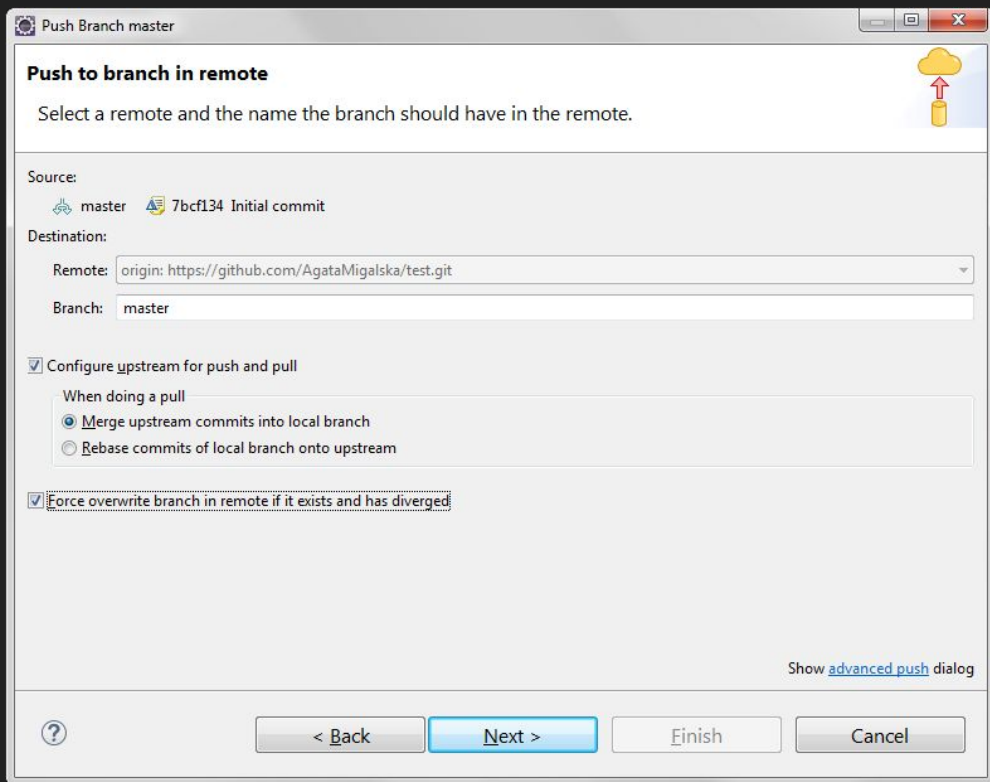 Push Branch master
Push to branch in remote
Select a remote and the name the branch should have in the remote.
Source:
master 7bcf134 Initial commit
Destination:
Remote: origin: https://github.com/AgataMigalska/test.git
Branch: master
Configure upstream for push and pull
When doing a pull
Merge upstream commits into local branch
Rebase commits of local branch onto upstream
Force overwrite branch in remote if it exists and has diverged
Show advanced push dialog
? < Back Next > Finish Cancel